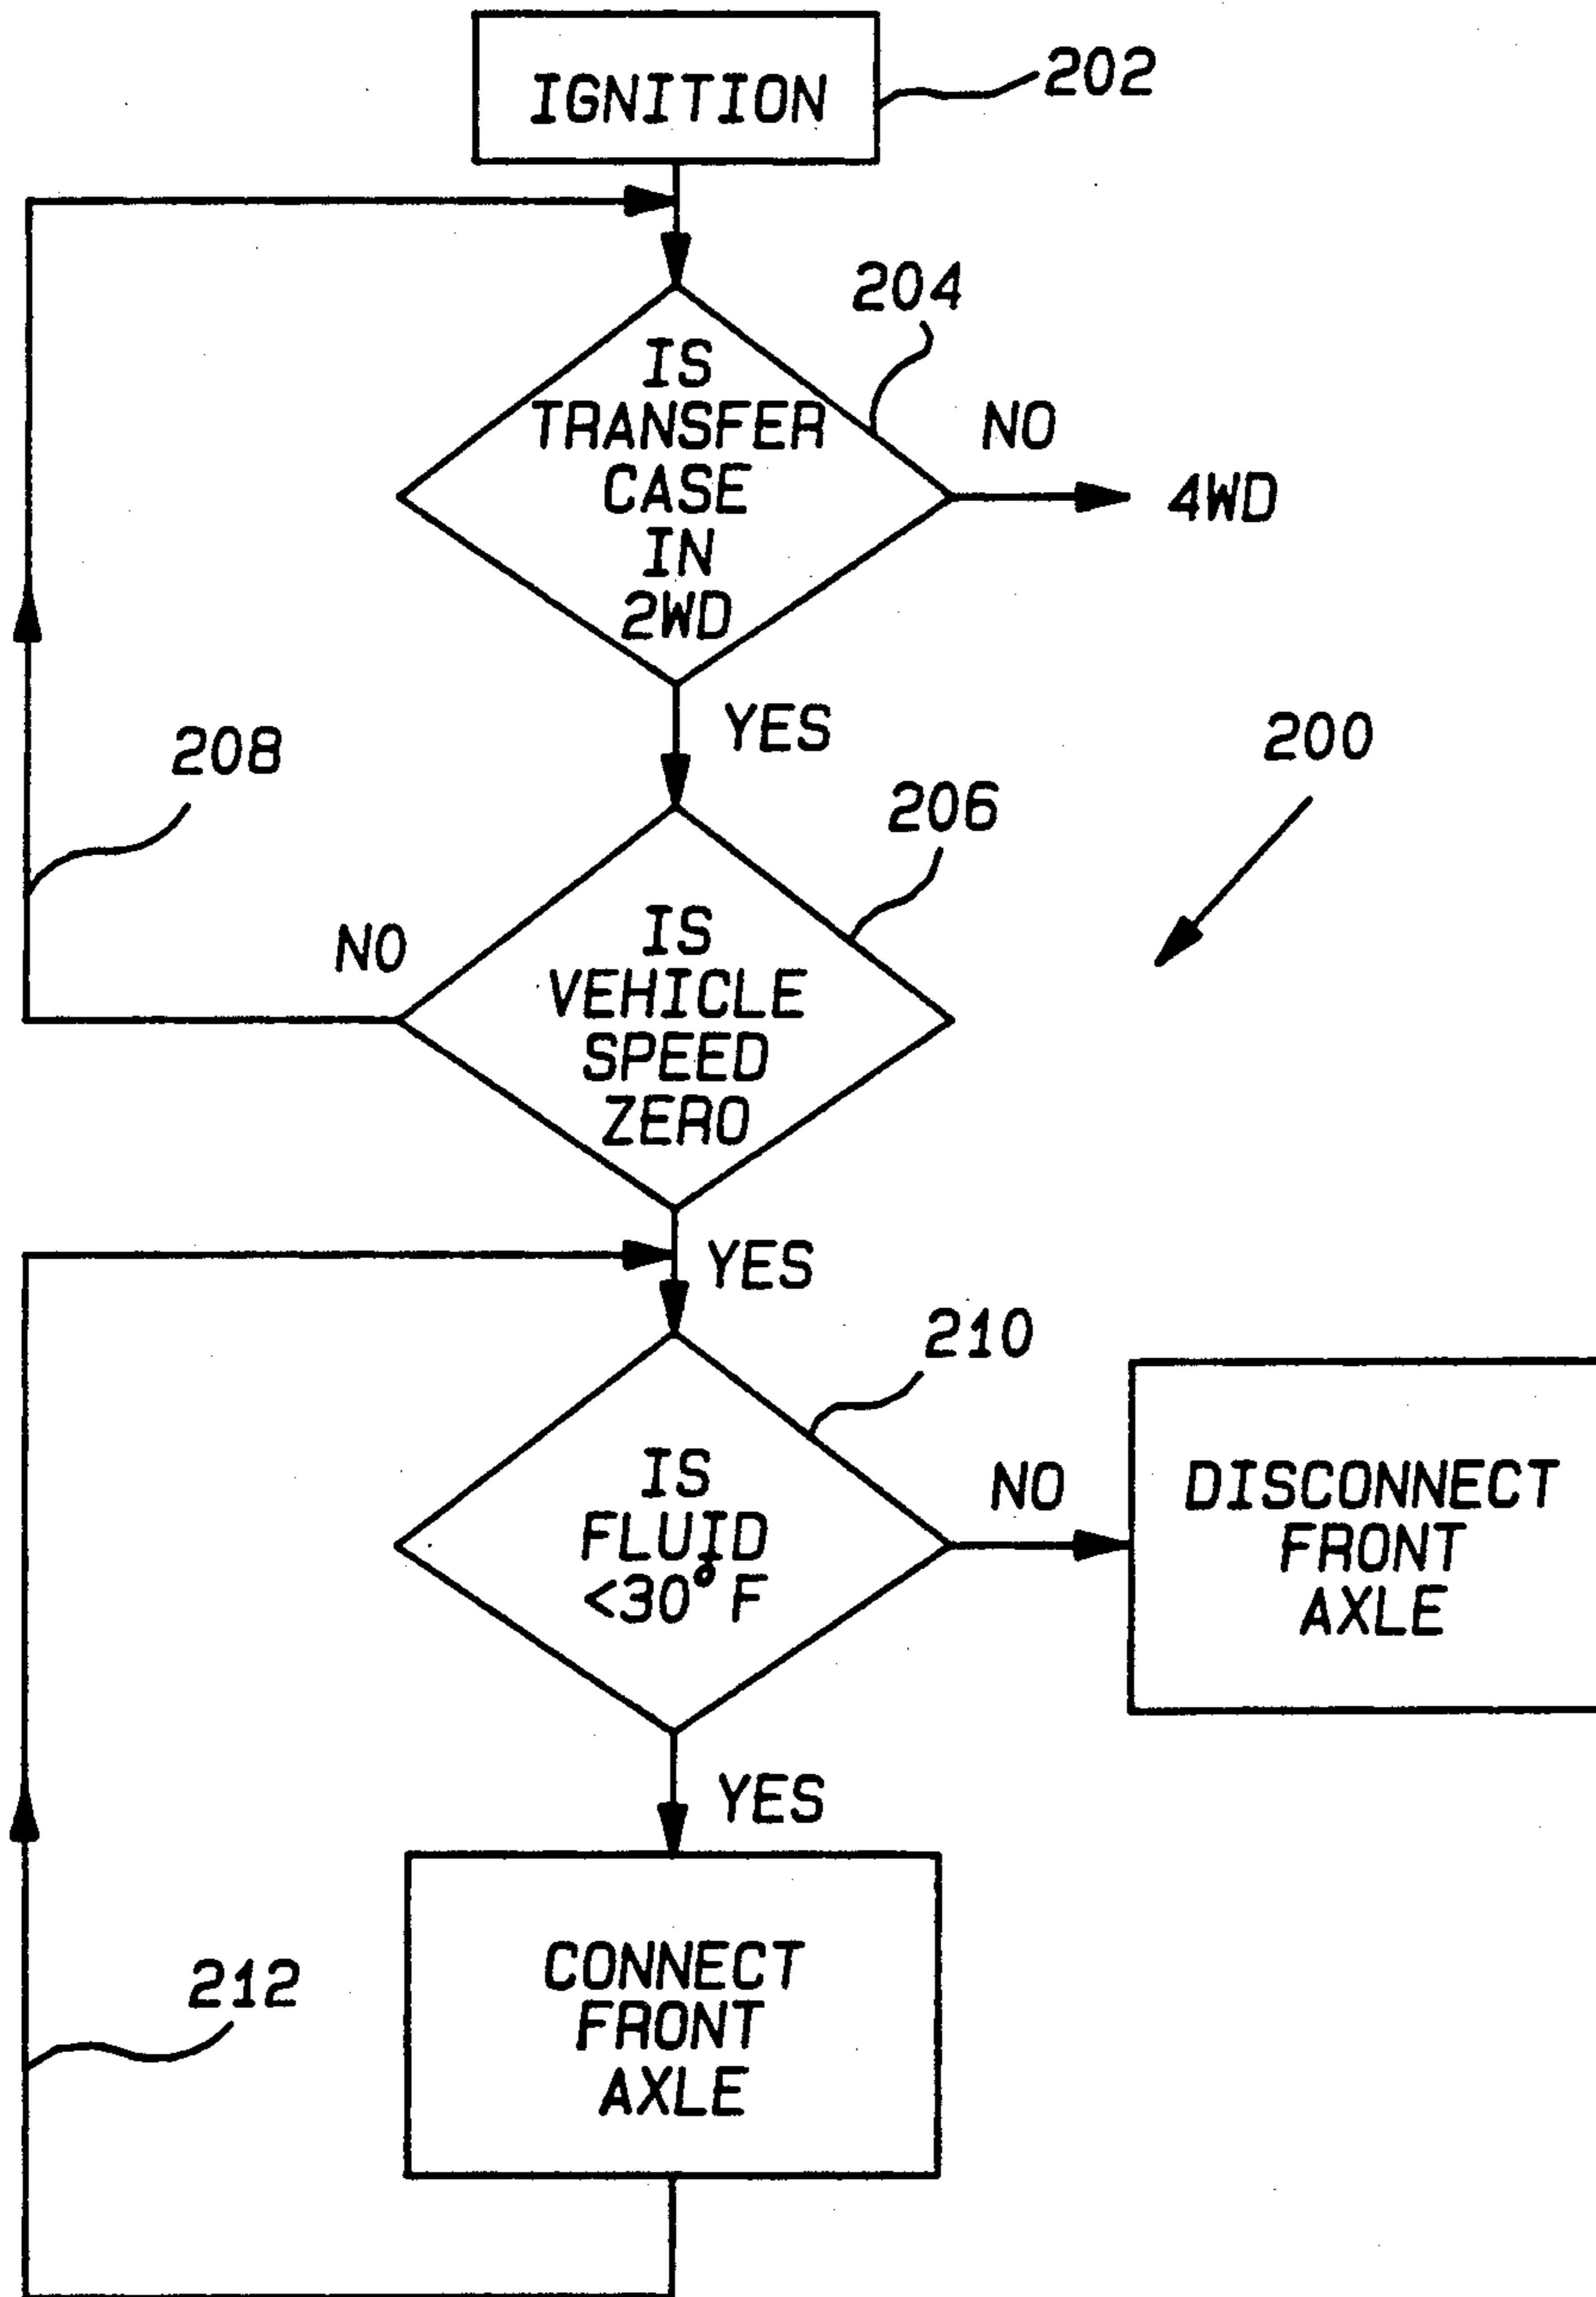 IGNITION
202
204
IS
TRANSFER
CASE
IN
2WD
NO
4WD
YES
208
200
206
NO
IS
VEHICLE
SPEED
ZERO
YES
210
IS
FLUID
<30° F
NO
DISCONNECT
FRONT
AXLE
YES
212
CONNECT
FRONT
AXLE